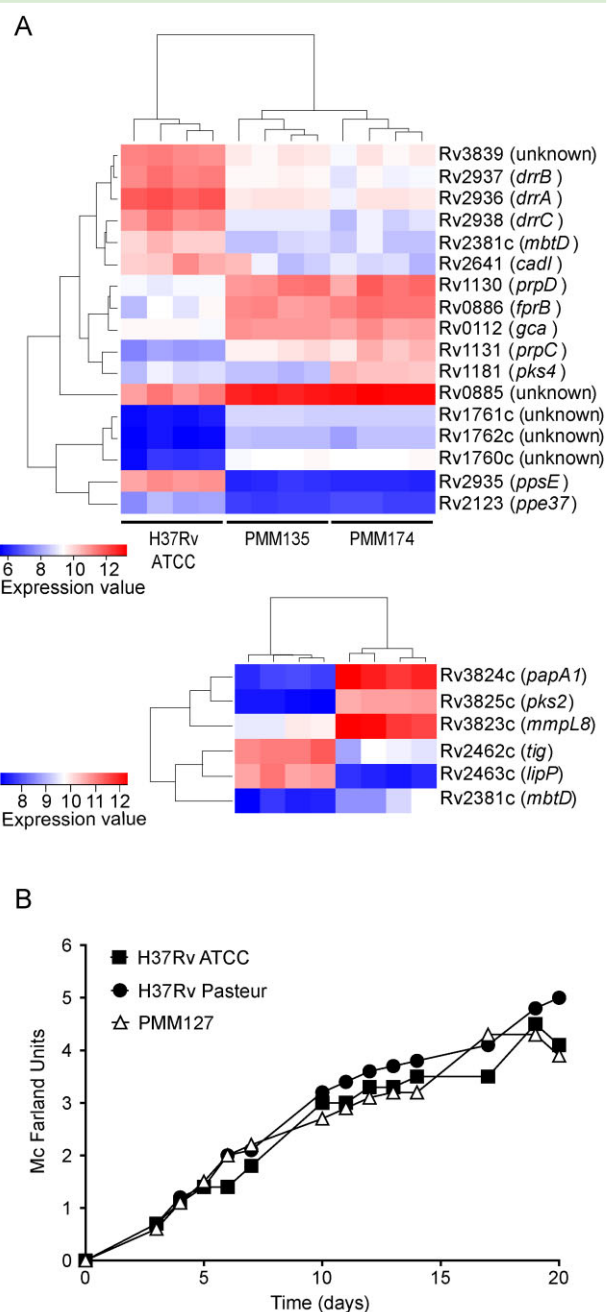 A
Rv3839 (unknown)
Rv2937 (drrB )
Rv2936 (drrA )
Rv2938 (drrC )
Rv2381c (mbtD)
Rv2641 (cadI)
Rv1130 (prpD )
Rv0886 (fprB )
Rv0112 (gca )
Rv1131 (prpC )
Rv1181 (pks4 )
Rv0885 (unknown)
Rv1761c (unknown)
Rv1762c (unknown)
Rv1760c (unknown)
Rv2935 (ppsE )
Rv2123 (ppe37)
H37Rv PMM135 PMM174
ATCC
6 8 10 12
Expression value
Rv3824c (papA1)
Rv3825c (pks2 )
Rv3823c (mmpL8)
Rv2462c (tig)
Rv2463c (lipP)
Rv2381c (mbtD)
8 9 10 11 12
Expression value
B
H37Rv ATCC
H37Rv Pasteur
PMM127
Mc Farland Units
6
5
4
3
2
1
0
0 5 10 15 20
Time (days)